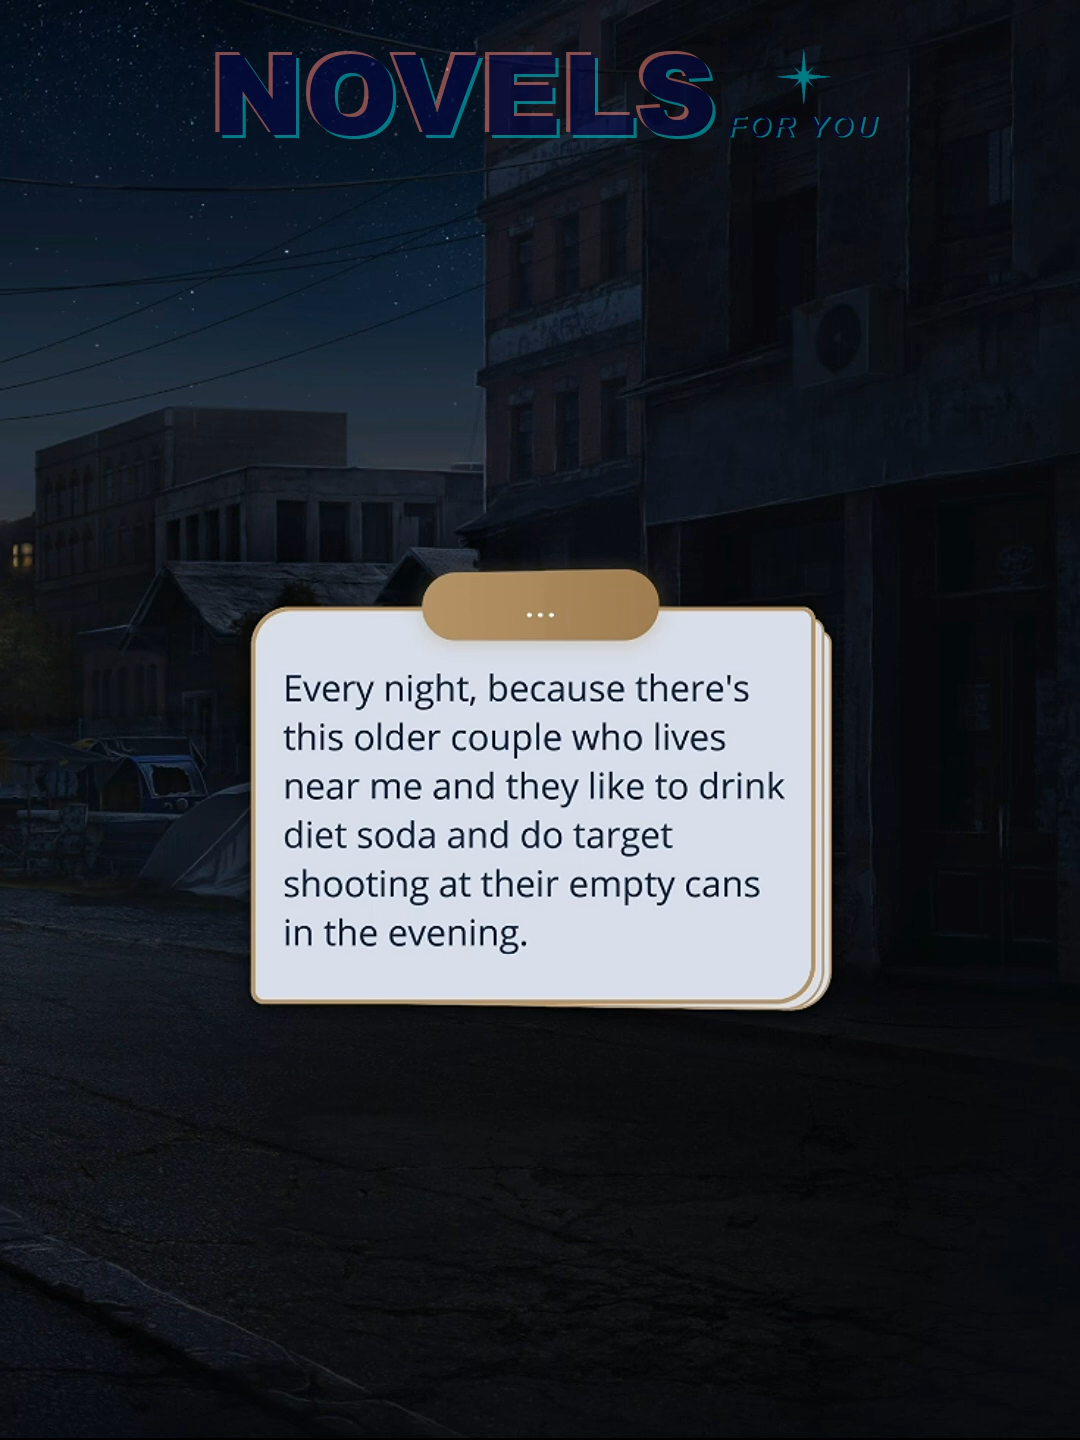 NOVELS
FOR YOU
...
Every night, because there's
this older couple who lives
near me and they like to drink
diet soda and do target
shooting at their empty cans
in the evening.